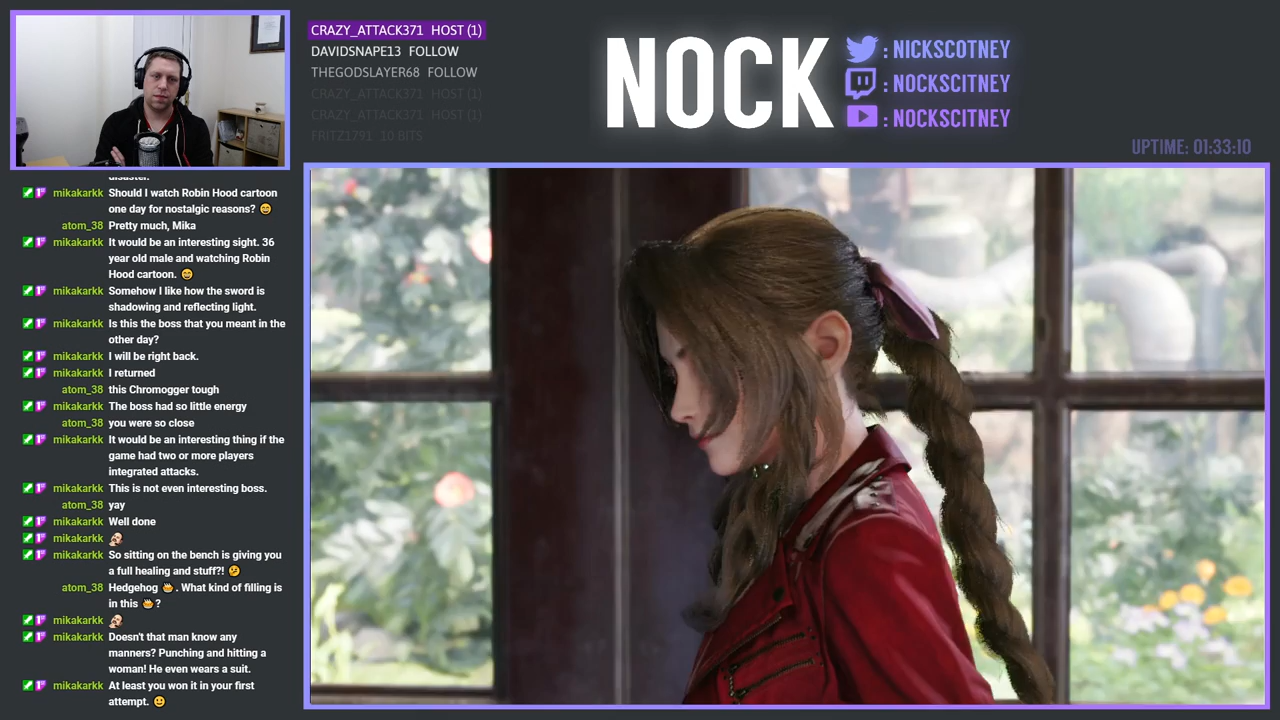 CRAZY_ATTACK371 HOST (1)
DAVIDSNAPE13 FOLLOW
THEGODSLAYER68 FOLLOW
CRAZY_ATTACK371 HOST (1)
CRAZY_ATTACK371 HOST (1)
FRITZ1791 10 BITS
NOCK
: NICKSCOTNEY
: NOCKSCITNEY
: NOCKSCITNEY
UPTIME: 01:33:10
disaster.
mikakarkk Should I watch Robin Hood cartoon
one day for nostalgic reasons? 😄
atom_38 Pretty much, Mika
mikakarkk It would be an interesting sight. 36
year old male and watching Robin
Hood cartoon. 😄
mikakarkk Somehow I like how the sword is
shadowing and reflecting light.
mikakarkk Is this the boss that you meant in the
other day?
mikakarkk I will be right back.
mikakarkk I returned
atom_38 this Chromogger tough
mikakarkk The boss had so little energy
atom_38 you were so close
mikakarkk It would be an interesting thing if the
game had two or more players
integrated attacks.
mikakarkk This is not even interesting boss.
atom_38 yay
mikakarkk Well done
mikakarkk
mikakarkk So sitting on the bench is giving you
a full healing and stuff?! 😕
atom_38 Hedgehog . What kind of filling is
in this ?
mikakarkk
mikakarkk Doesn't that man know any
manners? Punching and hitting a
woman! He even wears a suit.
mikakarkk At least you won it in your first
attempt. 🙂